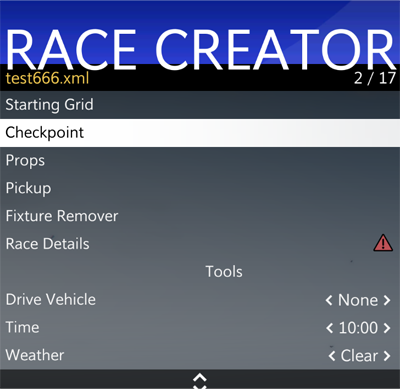 RACE CREATOR
test666.xml 2 / 17
Starting Grid
Checkpoint
Props
Pickup
Fixture Remover
Race Details
Tools
Drive Vehicle < None >
Time < 10:00 >
Weather < Clear >